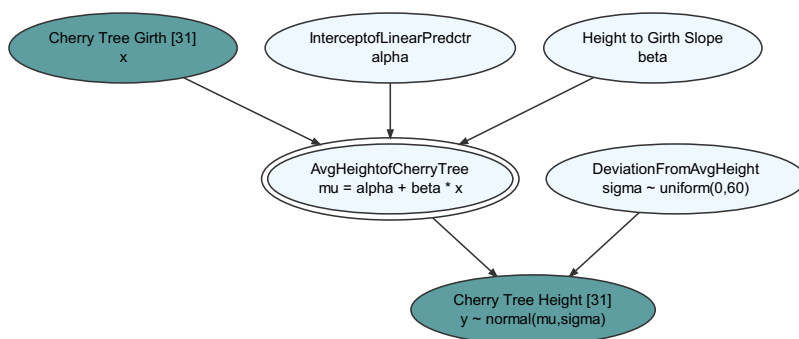 Cherry Tree Girth [31]
x
InterceptofLinearPredctr
alpha
Height to Girth Slope
beta
AvgHeightofCherryTree
mu = alpha + beta * x
DeviationFromAvgHeight
sigma ~ uniform(0,60)
Cherry Tree Height [31]
y ~ normal(mu,sigma)